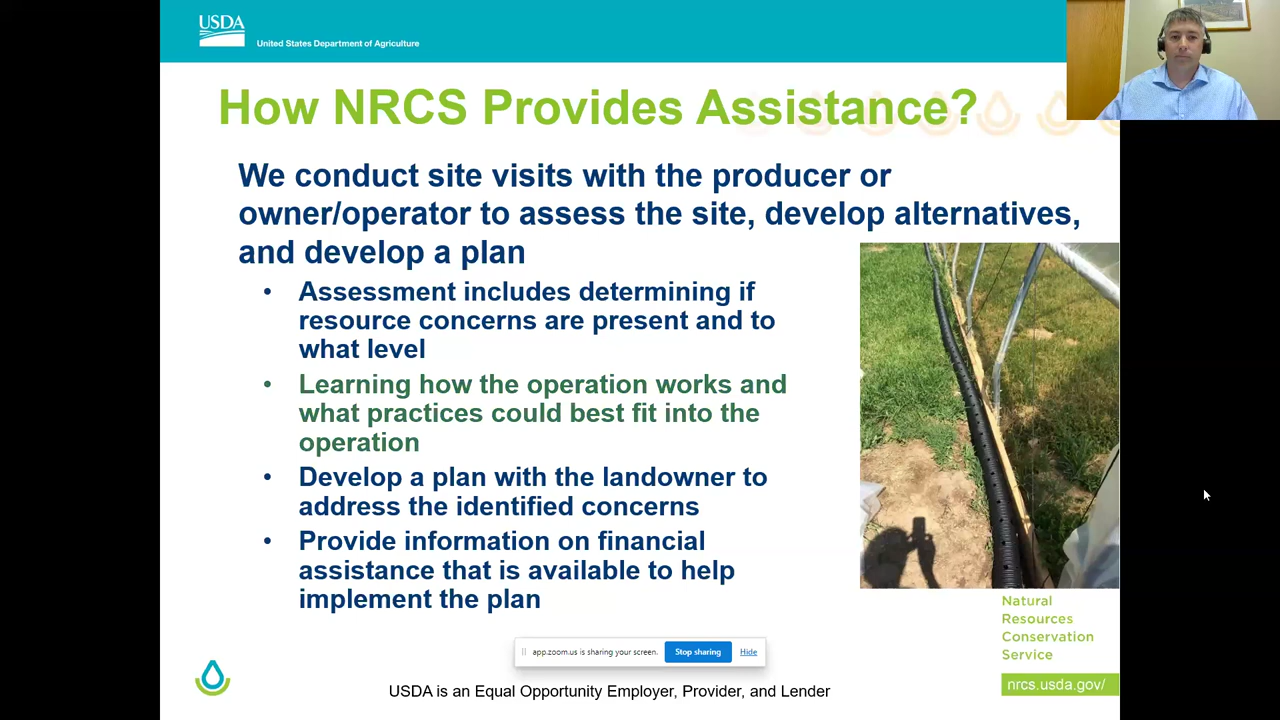 USDA
United States Department of Agriculture
How NRCS Provides Assistance?
We conduct site visits with the producer or
owner/operator to assess the site, develop alternatives,
and develop a plan
• Assessment includes determining if
resource concerns are present and to
what level
• Learning how the operation works and
what practices could best fit into the
operation
• Develop a plan with the landowner to
address the identified concerns
• Provide information on financial
assistance that is available to help
implement the plan
Natural
Resources
Conservation
Service
nrcs.usda.gov/
app.zoom.us is sharing your screen. Stop sharing Hide
USDA is an Equal Opportunity Employer, Provider, and Lender